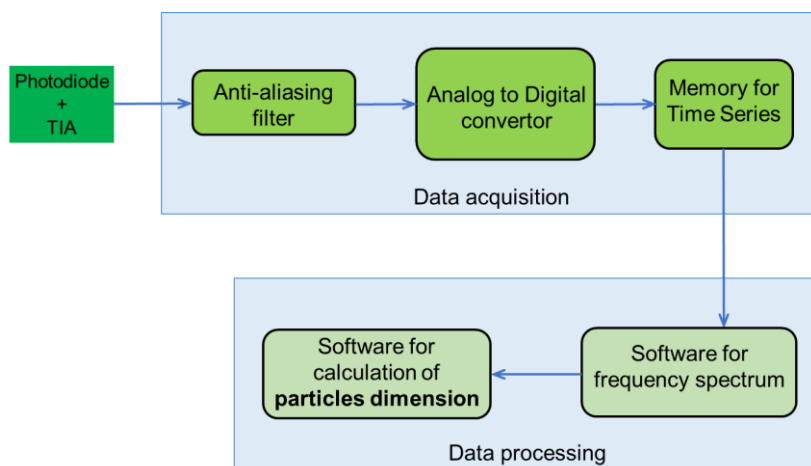 Photodiode
+
TIA
Anti-aliasing
filter
Analog to Digital
convertor
Memory for
Time Series
Data acquisition
Software for
calculation of
particles dimension
Software for
frequency spectrum
Data processing